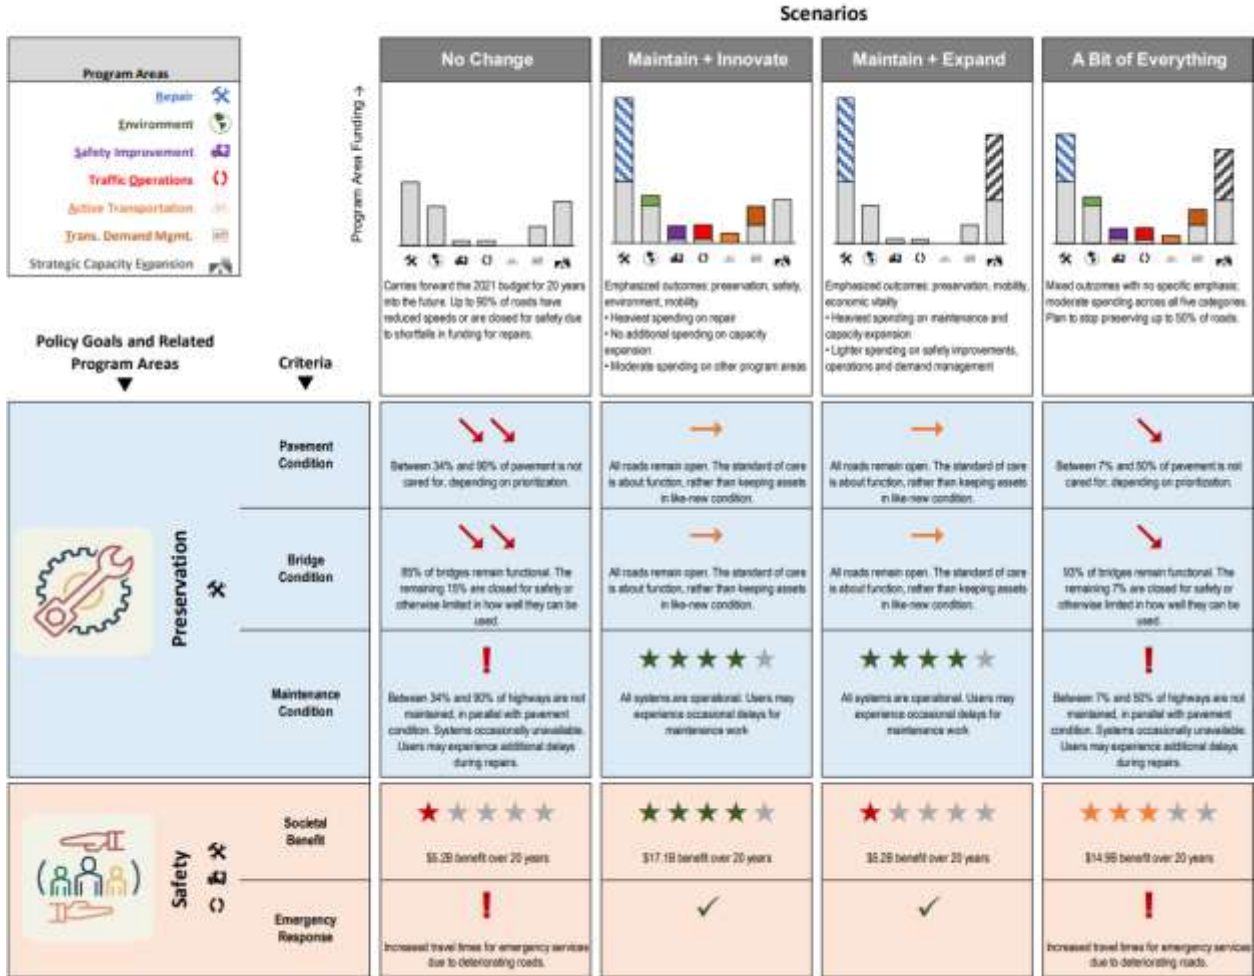 Scenarios
Program Areas
Repair
Environment
Safety Improvement
Traffic Operations
Active Transportation
Trans. Demand Mgmt.
Strategic Capacity Expansion
Program Area Funding →
No Change
Maintain + Innovate
Maintain + Expand
A Bit of Everything
Carries forward the 2021 budget for 20 years
into the future. Up to 90% of roads have
reduced speeds or are closed for safety due
to shortfalls in funding for repairs.
Emphasized outcomes: preservation, safety,
environment, mobility
• Heaviest spending on repair
• No additional spending on capacity
expansion
• Moderate spending on other program areas
Emphasized outcomes: preservation, mobility,
economic vitality
• Heaviest spending on maintenance and
capacity expansion
• Lighter spending on safety improvements,
operations and demand management
Mixed outcomes with no specific emphasis;
moderate spending across all five categories.
Plan to stop preserving up to 50% of roads.
Policy Goals and Related
Program Areas
Criteria
Preservation
Pavement
Condition
Between 34% and 90% of pavement is not
cared for, depending on prioritization.
All roads remain open. The standard of care
is about function, rather than keeping assets
in like-new condition.
All roads remain open. The standard of care
is about function, rather than keeping assets
in like-new condition.
Between 7% and 50% of pavement is not
cared for, depending on prioritization.
Bridge
Condition
85% of bridges remain functional. The
remaining 15% are closed for safety or
otherwise limited in how well they can be
used.
All roads remain open. The standard of care
is about function, rather than keeping assets
in like-new condition.
All roads remain open. The standard of care
is about function, rather than keeping assets
in like-new condition.
93% of bridges remain functional. The
remaining 7% are closed for safety or
otherwise limited in how well they can be
used.
Maintenance
Condition
Between 34% and 90% of highways are not
maintained, in parallel with pavement
condition. Systems occasionally unavailable.
Users may experience additional delays
during repairs.
All systems are operational. Users may
experience occasional delays for
maintenance work
All systems are operational. Users may
experience occasional delays for
maintenance work
Between 7% and 50% of highways are not
maintained, in parallel with pavement
condition. Systems occasionally unavailable.
Users may experience additional delays
during repairs.
Safety
Societal
Benefit
benefit over 20 years
$17.1B benefit over 20 years
benefit over 20 years
$14.9B benefit over 20 years
Emergency
Response
Increased travel times for emergency services
due to deteriorating roads.
Increased travel times for emergency services
due to deteriorating roads.